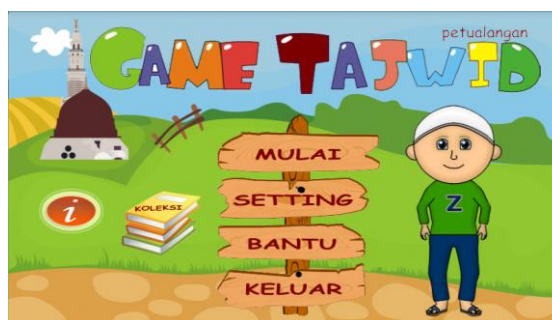 petualangan
GAME TAJWID
MULAI
KOLEKSI
SETTING
i
BANTU
KELUAR
Z